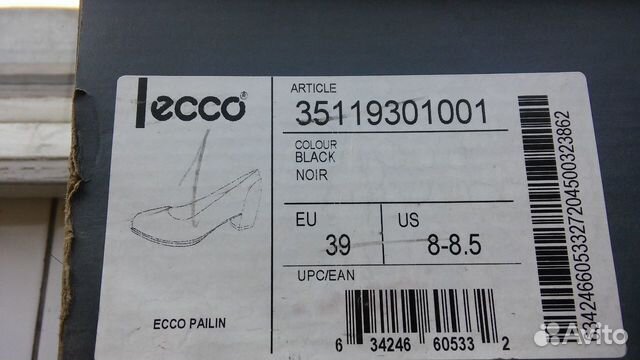 ecco®
ECCO PAILIN
ARTICLE
35119301001
COLOUR
BLACK
NOIR
EU US
39 8-8.5
UPC/EAN
6 34246 60533 2
63424660533272045003238​62
Avito